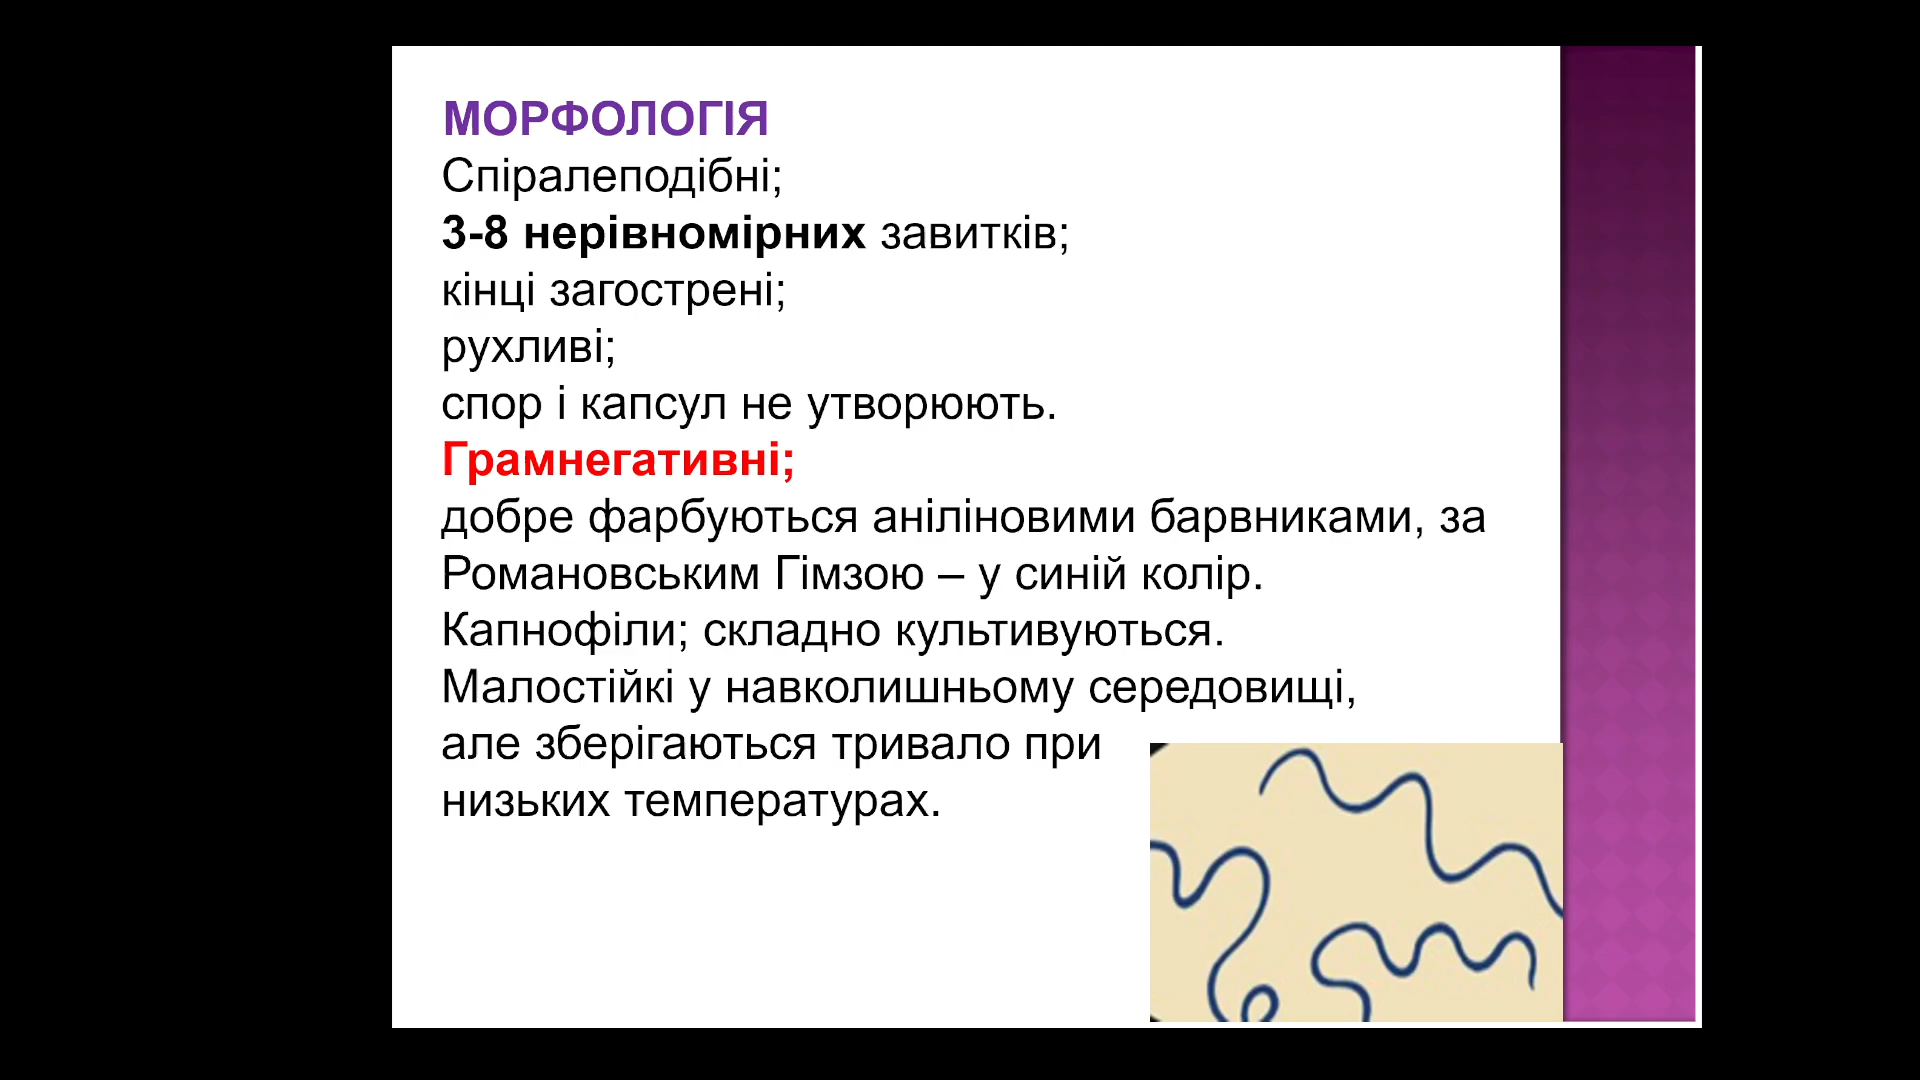 МОРФОЛОГІЯ
Спіралеподібні;
3-8 нерівномірних завитків;
кінці загострені;
рухливі;
спор і капсул не утворюють.
Грамнегативні;
добре фарбуються аніліновими барвниками, за
Романовським Гімзою – у синій колір.
Капнофіли; складно культивуються.
Малостійкі у навколишньому середовищі,
але зберігаються тривало при
низьких температурах.